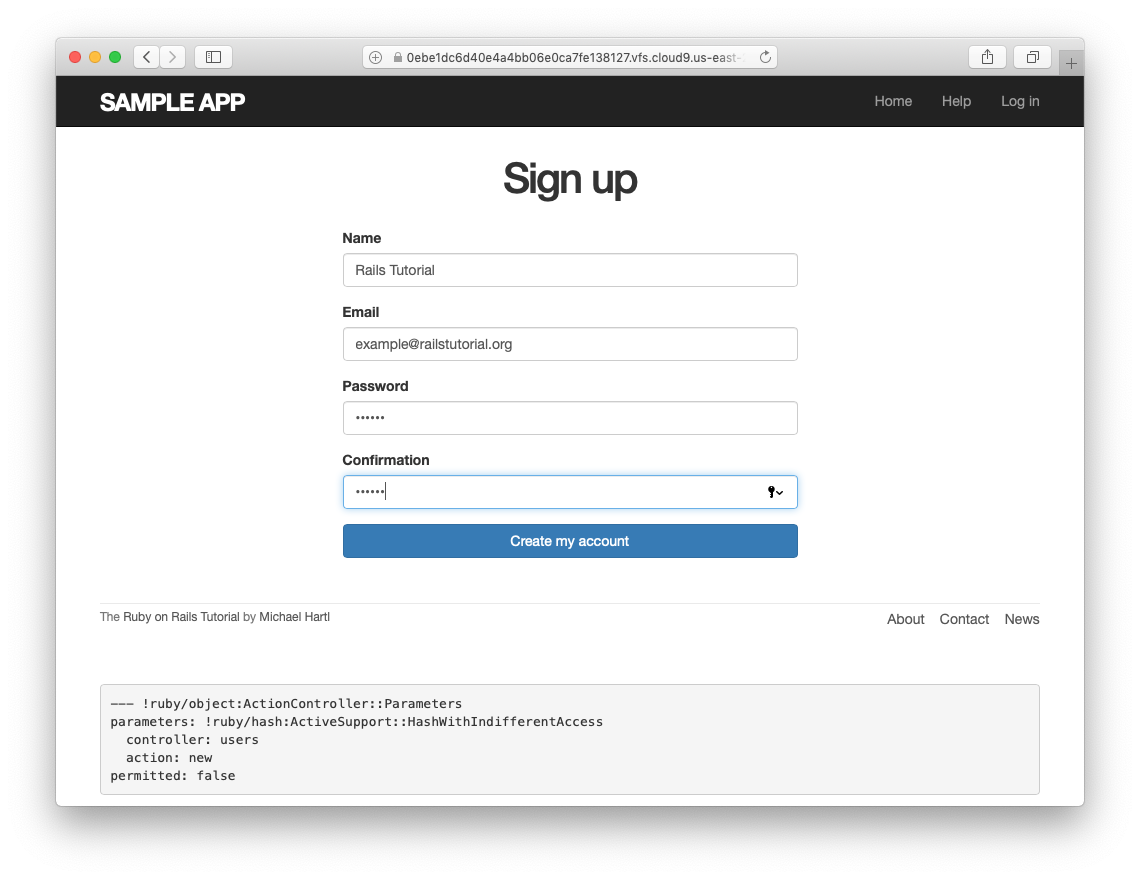 0ebe1dc6d40e4a4bb06e0ca7fe138127.vfs.cloud9.us-east-
SAMPLE APP
Home Help Log in
Sign up
Name
Rails Tutorial
Email
example@railstutorial.org
Password
••••••
Confirmation
••••••
Create my account
The Ruby on Rails Tutorial by Michael Hartl
About Contact News
--- !ruby/object:ActionController::Parameters
parameters: !ruby/hash:ActiveSupport::HashWithIndifferentAccess
  controller: users
  action: new
permitted: false